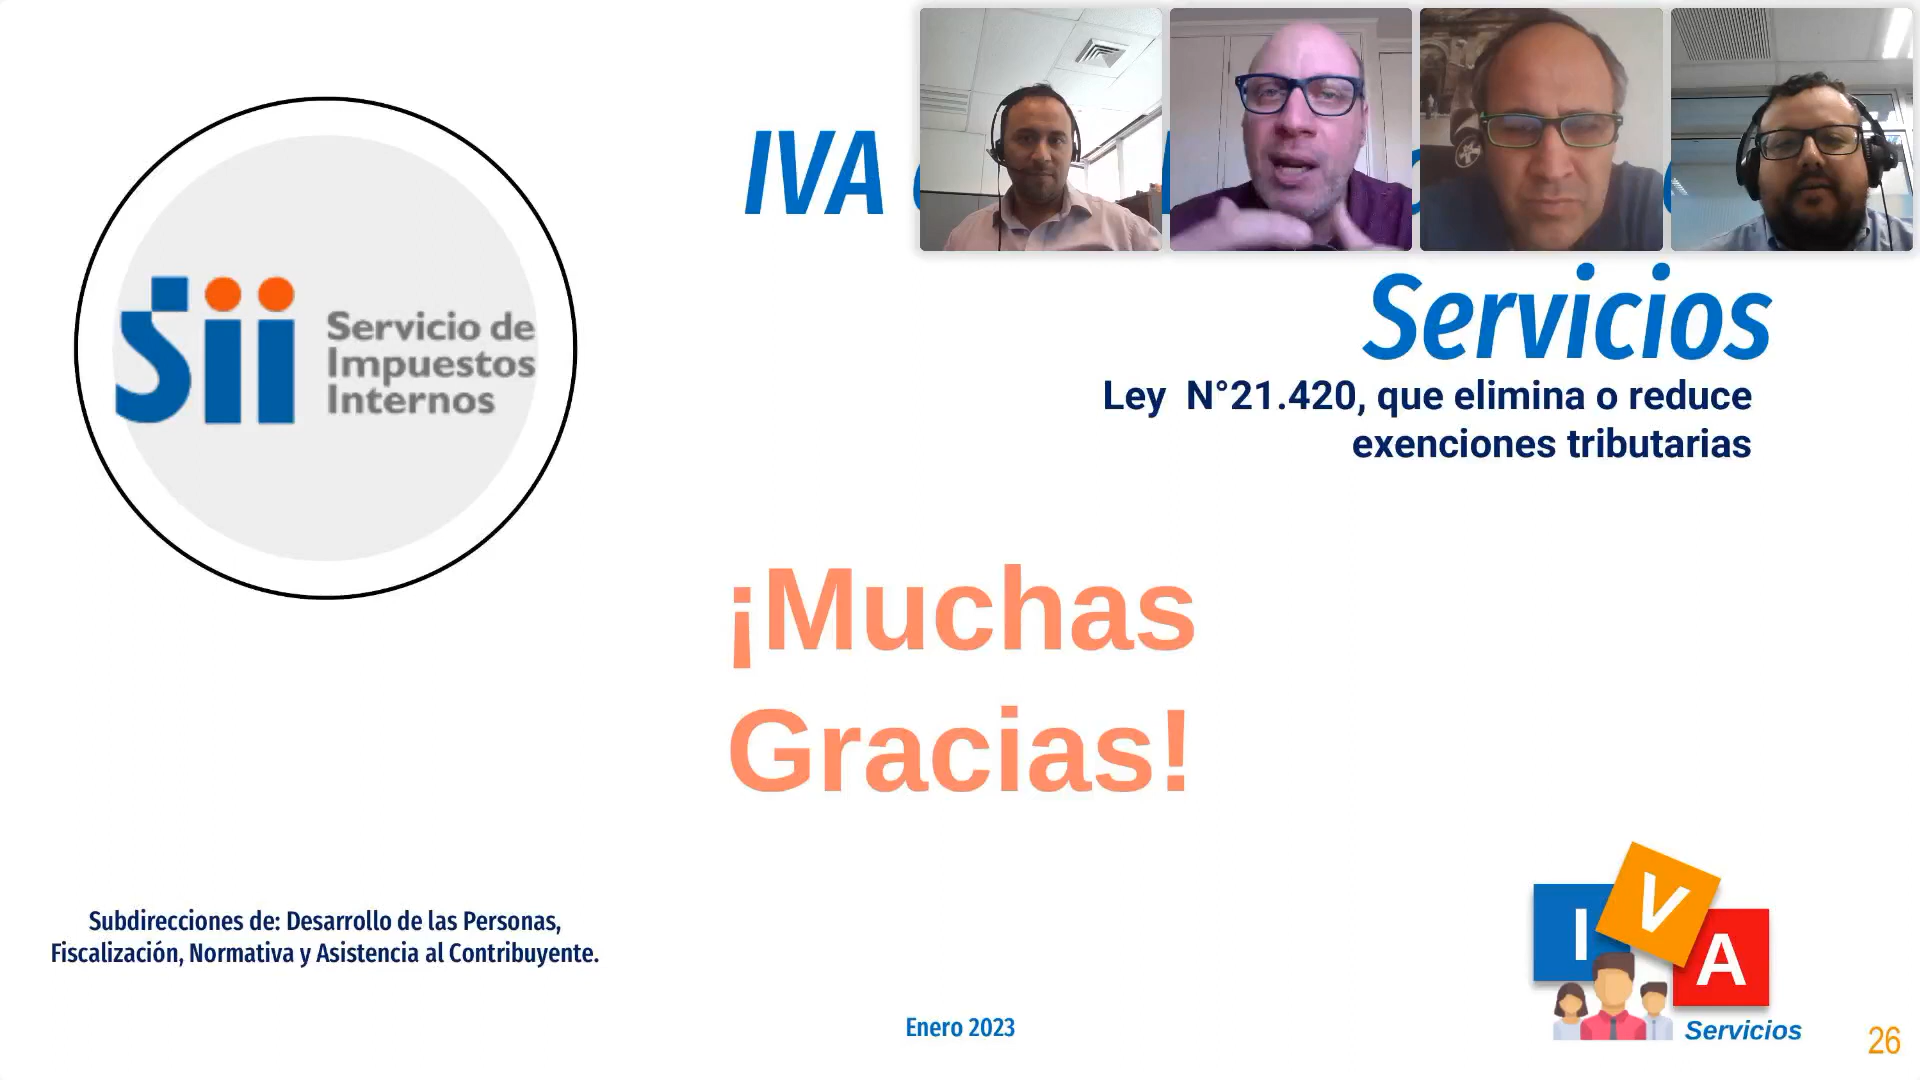 IVA
Servicios
Ley N°21.420, que elimina o reduce
exenciones tributarias
Sii Servicio de
Impuestos
Internos
¡Muchas
Gracias!
Subdirecciones de: Desarrollo de las Personas,
Fiscalización, Normativa y Asistencia al Contribuyente.
Enero 2023
I V A
Servicios
26